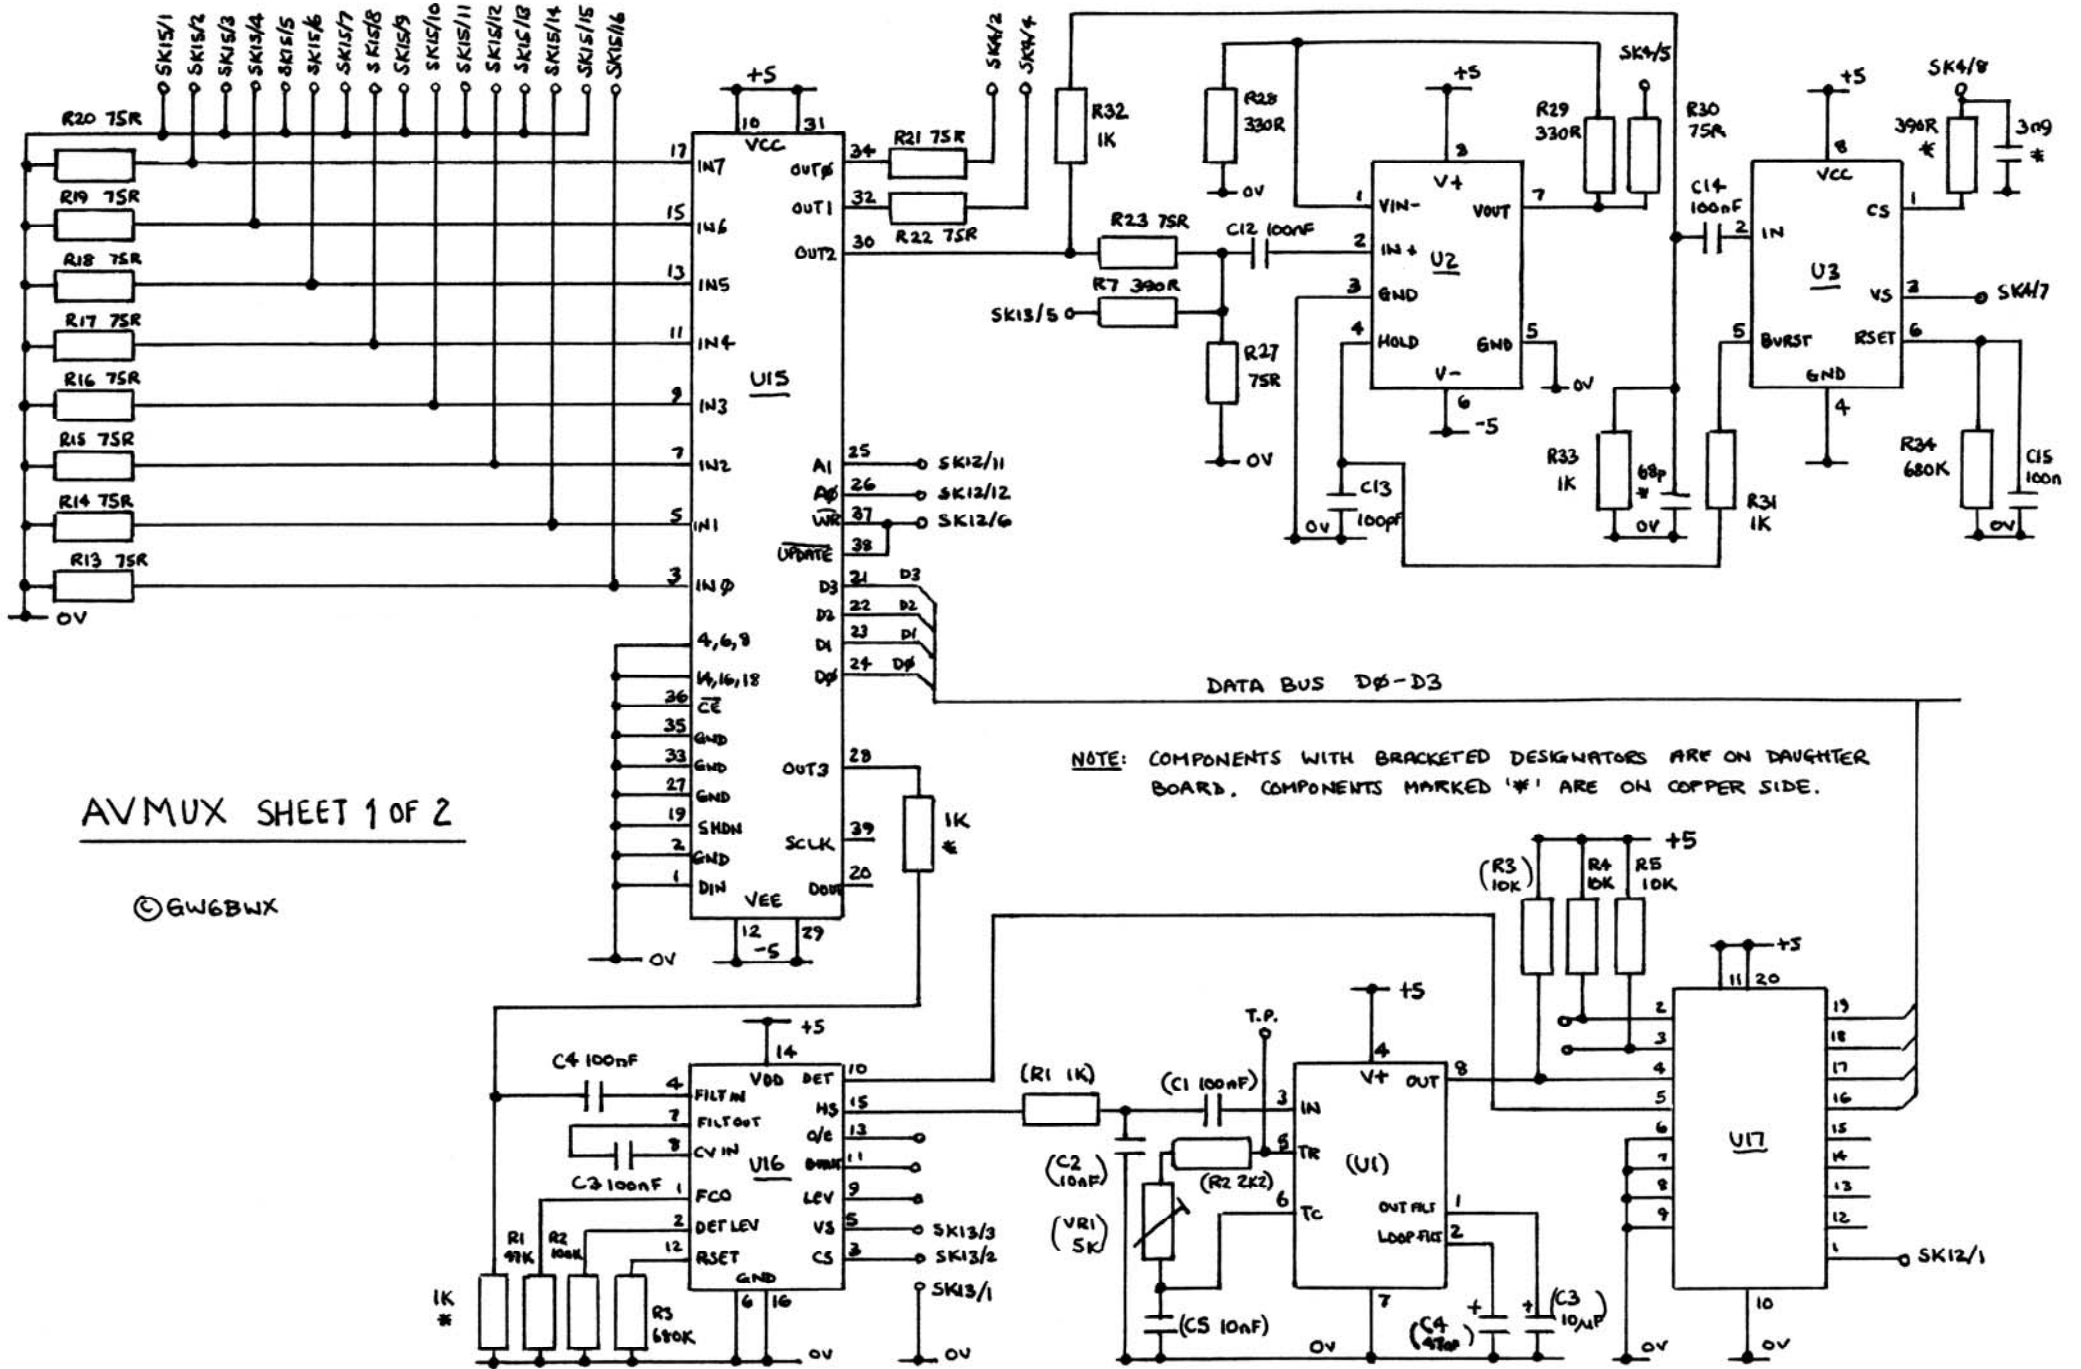 SK15/1
SK15/2
SK15/3
SK15/4
SK15/5
SK15/6
SK15/7
SK15/8
SK15/9
SK15/10
SK15/11
SK15/12
SK15/13
SK15/14
SK15/15
SK15/16
R20 75R
R19 75R
R18 75R
R17 75R
R16 75R
R15 75R
R14 75R
R13 75R
0V
+5
10
31
VCC
17 IN7
15 IN6
13 IN5
11 IN4
9 IN3
7 IN2
5 IN1
3 INØ
U15
4,6,8
14,16,18
36 CE
35 GND
33 GND
27 GND
19 SHDN
2 GND
1 DIN
0V
VEE
12
29
-5
OUTØ 34
OUT1 32
OUT2 30
A1 25
AØ 26
WR 37
UPDATE 38
D3 21 D3
D2 22 D2
D1 23 D1
DØ 24 DØ
OUT3 28
SCLK 39
DOUT 20
SK4/2
SK4/4
R21 75R
R22 75R
SK12/11
SK12/12
SK12/6
R32
1K
R23 75R
R7 390R
SK13/5
C12 100nF
R27
75R
0V
R28
330R
0V
+5
8
V+
1 VIN-
2 IN+
3 GND
4 HOLD
U2
VOUT 7
GND 5
0V
V-
6
-5
C13
100pF
0V
R29
330R
SK4/5
R30
75R
C14
100nF
+5
8
VCC
2 IN
5 BURST
U3
CS 1
VS 3
RSET 6
GND
4
SK4/8
390R
*
3n9
*
SK4/7
R33
1K
68p
*
0V
R31
1K
R34
680K
C15
100n
0V
DATA BUS DØ-D3
NOTE: COMPONENTS WITH BRACKETED DESIGNATORS ARE ON DAUGHTER
BOARD. COMPONENTS MARKED '*' ARE ON COPPER SIDE.
AVMUX SHEET 1 OF 2
© GW6BWX
1K
*
+5
14
VDD
C4 100nF
C3 100nF
4 FILT IN
7 FILT OUT
8 CV IN
1 FCO
2 DET LEV
12 RSET
U16
DET 10
HS 15
O/E 13
11
LEV 9
VS 5
CS 3
GND
6
16
SK13/3
SK13/2
SK13/1
0V
0V
1K
*
R1
R2
100K
R3
680K
(R1 1K)
(C1 100nF)
T.P.
(C2
10nF)
(R2 2K2)
(VR1
5K)
(C5 10nF)
+5
4
V+
3 IN
5 TR
6 TC
(U1)
OUT 8
OUT FILT 1
LOOP FILT 2
7
0V
+
(C4
+
(C3
10µF)
(R3
10K)
R4
10K
R5
10K
+5
+5
11
20
2
3
4
5
6
7
8
9
U17
19
18
17
16
15
14
13
12
1
SK12/1
10
0V
0V